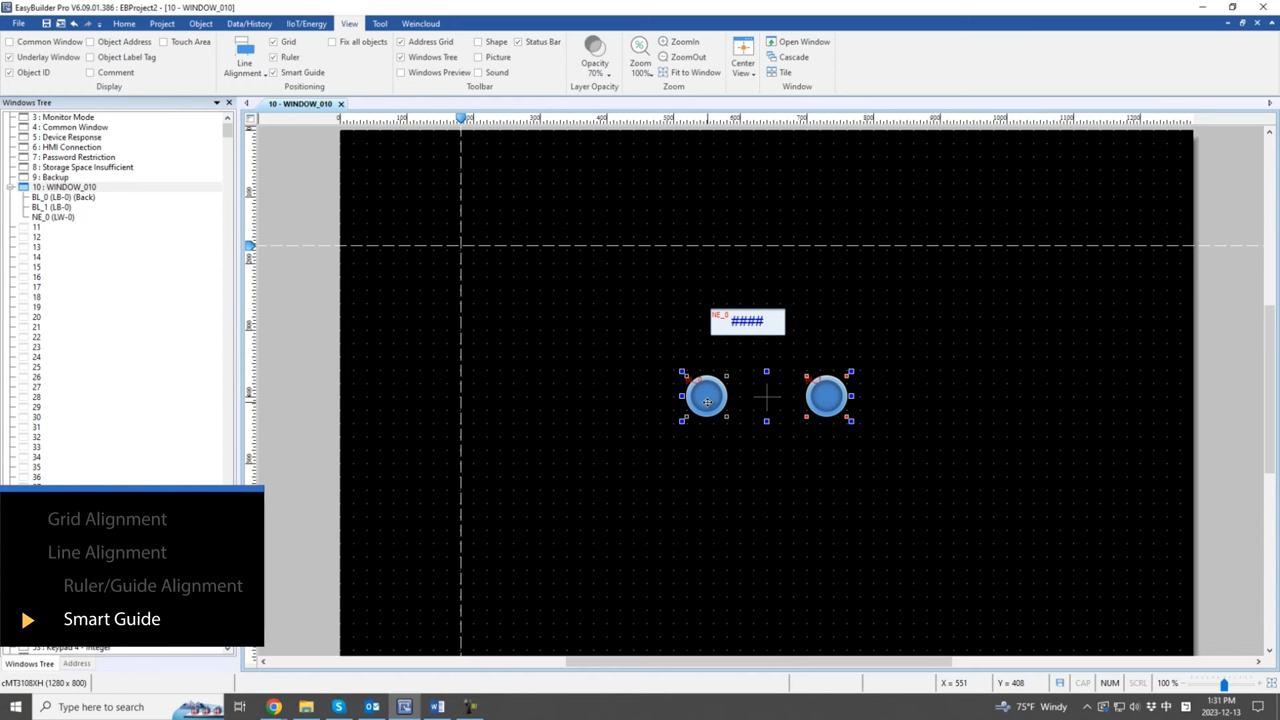 EasyBuilder Pro V6.09.01.386 : EBProject2 - [10 - WINDOW_010]
File Home Project Object Data/History IIoT/Energy View Tool Weincloud
Common Window Object Address Touch Area Grid Fix all objects Address Grid Shape Status Bar ZoomIn Open Window
Underlay Window Object Label Tag Ruler Windows Tree Picture ZoomOut Cascade
Object ID Comment Smart Guide Windows Preview Sound Fit to Window Tile
Line Alignment
Opacity 70%
Zoom 100%
Center View
Display Positioning Toolbar Layer Opacity Zoom Window
Windows Tree
10 - WINDOW_010
3 : Monitor Mode
4 : Common Window
5 : Device Response
6 : HMI Connection
7 : Password Restriction
8 : Storage Space Insufficient
9 : Backup
10 : WINDOW_010
BL_0 (LB-0) (Back)
BL_1 (LB-0)
NE_0 (LW-0)
11
12
13
14
15
16
17
18
19
20
21
22
23
24
25
26
27
28
29
30
31
32
33
34
35
36
NE_0
####
Grid Alignment
Line Alignment
Ruler/Guide Alignment
Smart Guide
53 : Keypad 4 - Integer
Windows Tree Address
cMT3108XH (1280 x 800) X = 551 Y = 408 CAP NUM SCRL 100 %
Type here to search
75°F Windy
1:31 PM
2023-12-13